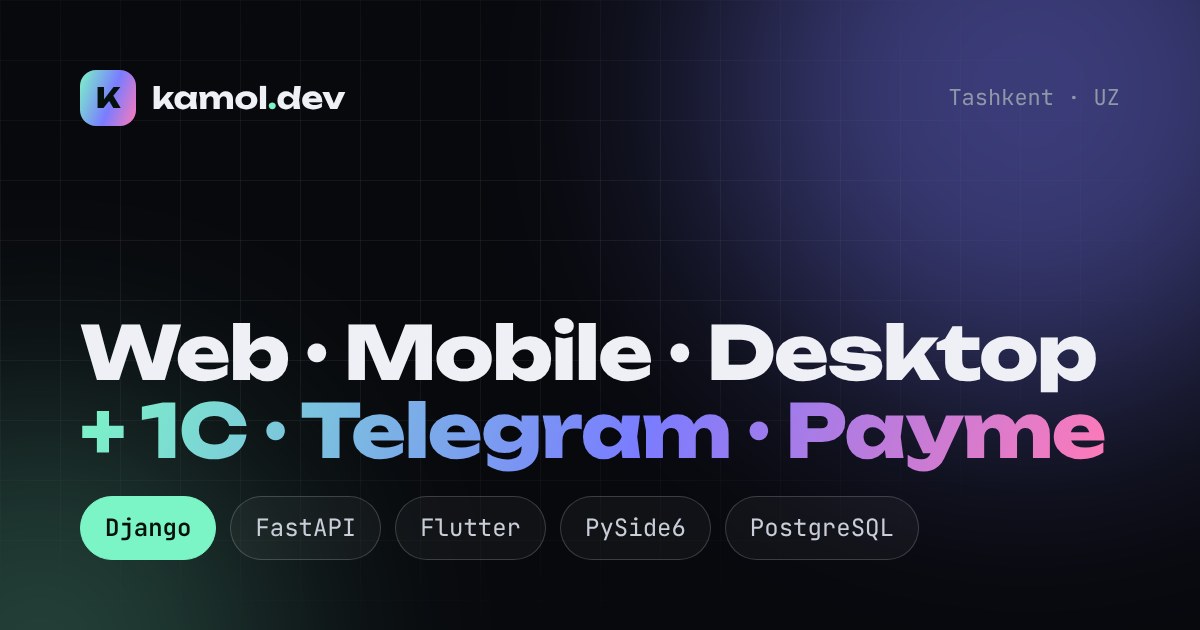 K kamol.dev
Tashkent · UZ
Web · Mobile · Desktop
+ 1C · Telegram · Payme
Django FastAPI Flutter PySide6 PostgreSQL